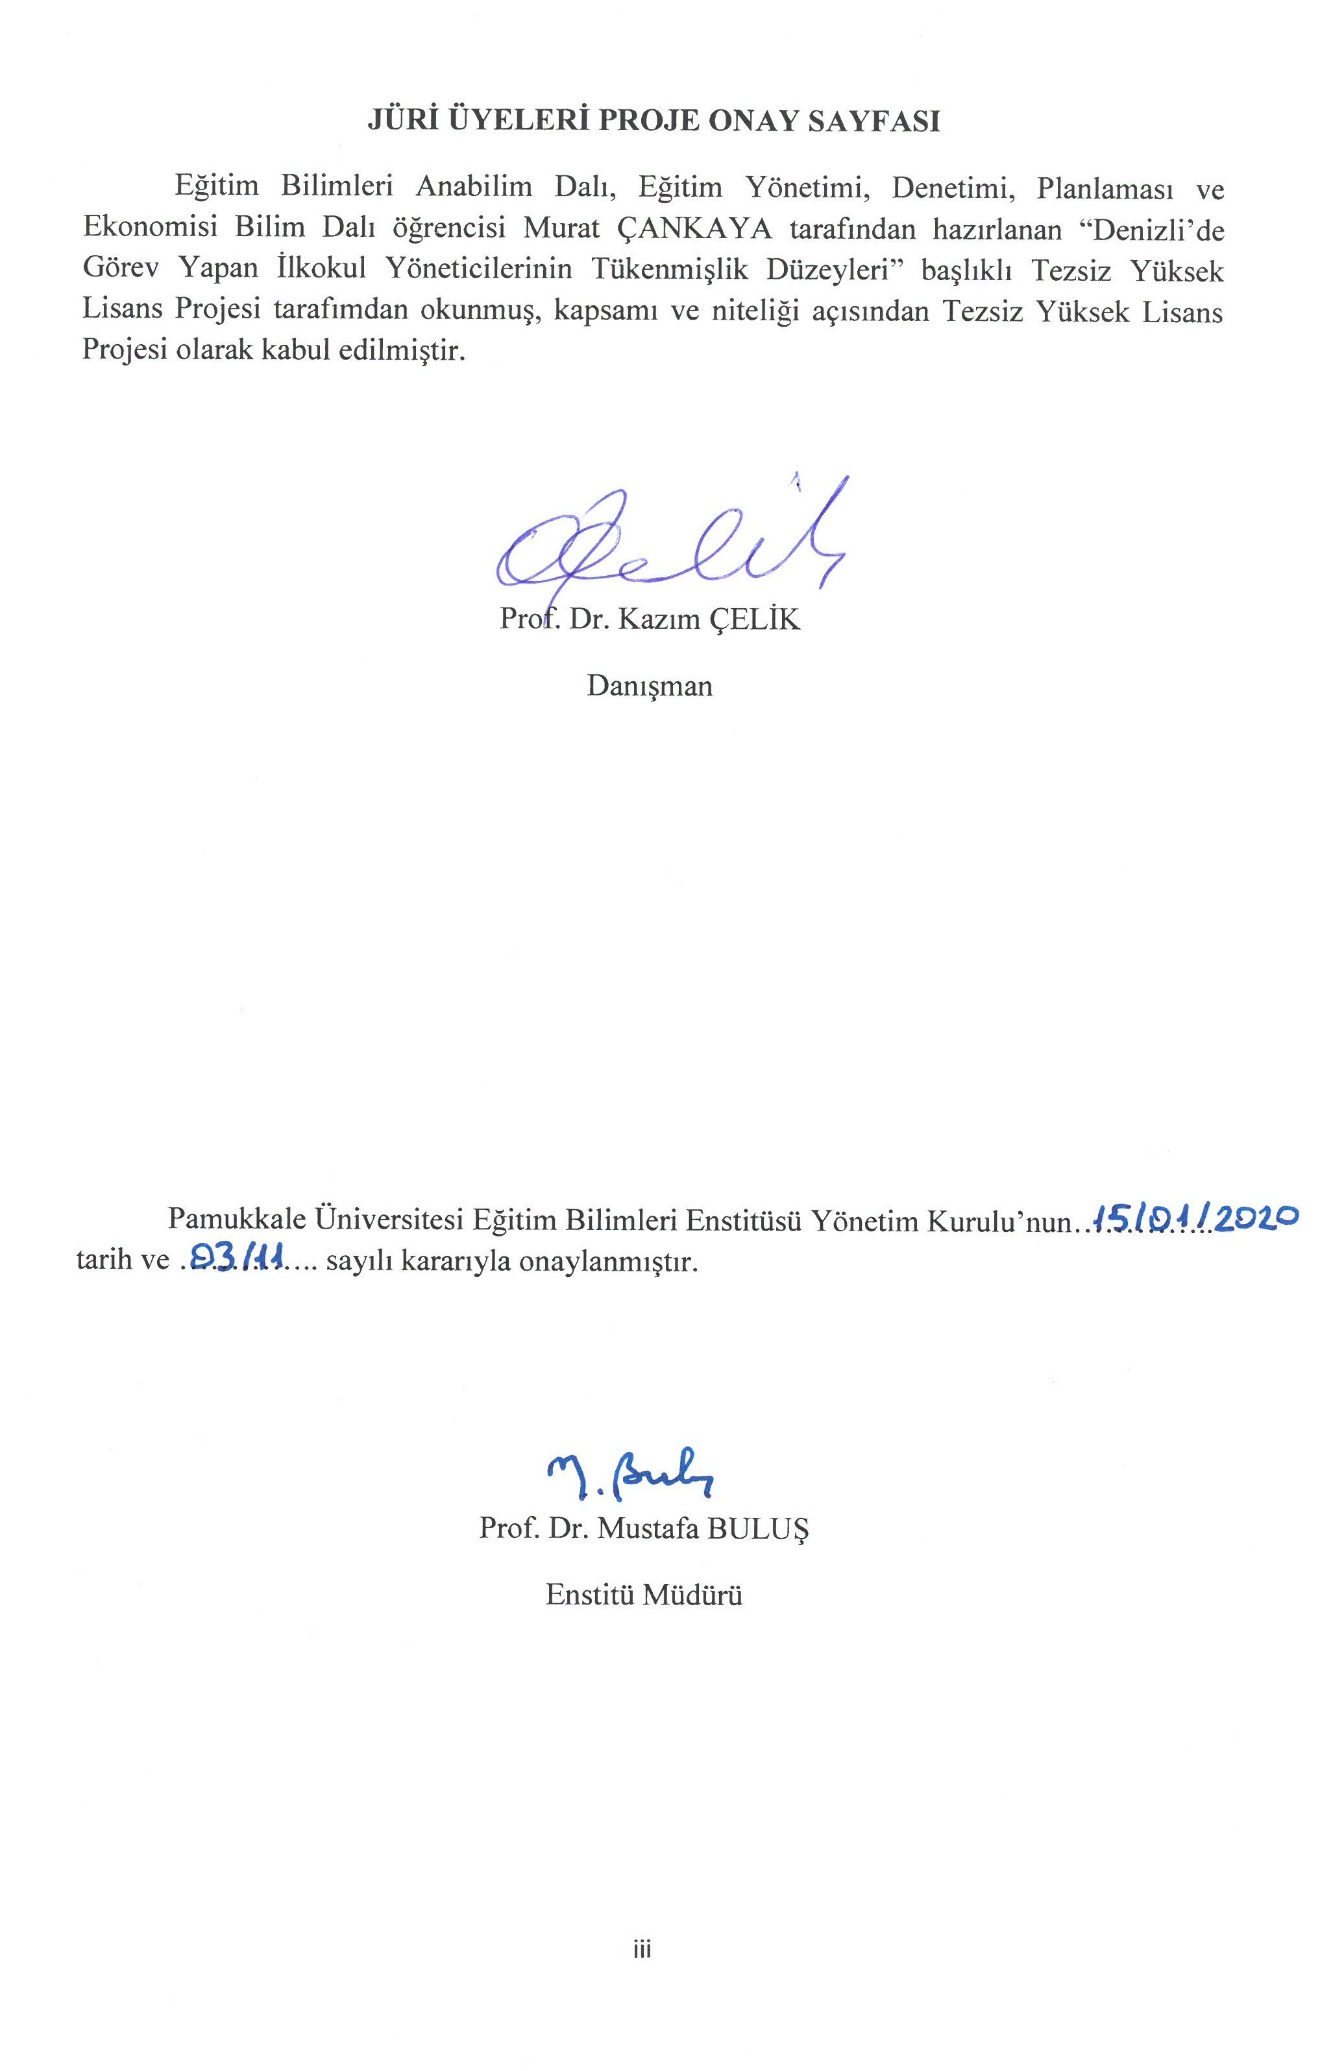 JÜRİ ÜYELERİ PROJE ONAY SAYFASI
Eğitim Bilimleri Anabilim Dalı, Eğitim Yönetimi, Denetimi, Planlaması ve
Ekonomisi Bilim Dalı öğrencisi Murat ÇANKAYA tarafından hazırlanan “Denizli’de
Görev Yapan İlkokul Yöneticilerinin Tükenmişlik Düzeyleri” başlıklı Tezsiz Yüksek
Lisans Projesi tarafımdan okunmuş, kapsamı ve niteliği açısından Tezsiz Yüksek Lisans
Projesi olarak kabul edilmiştir.
Prof. Dr. Kazım ÇELİK
Danışman
Pamukkale Üniversitesi Eğitim Bilimleri Enstitüsü Yönetim Kurulu’nun..15/01/2020
tarih ve .03/11.... sayılı kararıyla onaylanmıştır.
M. Buluş
Prof. Dr. Mustafa BULUŞ
Enstitü Müdürü
iii